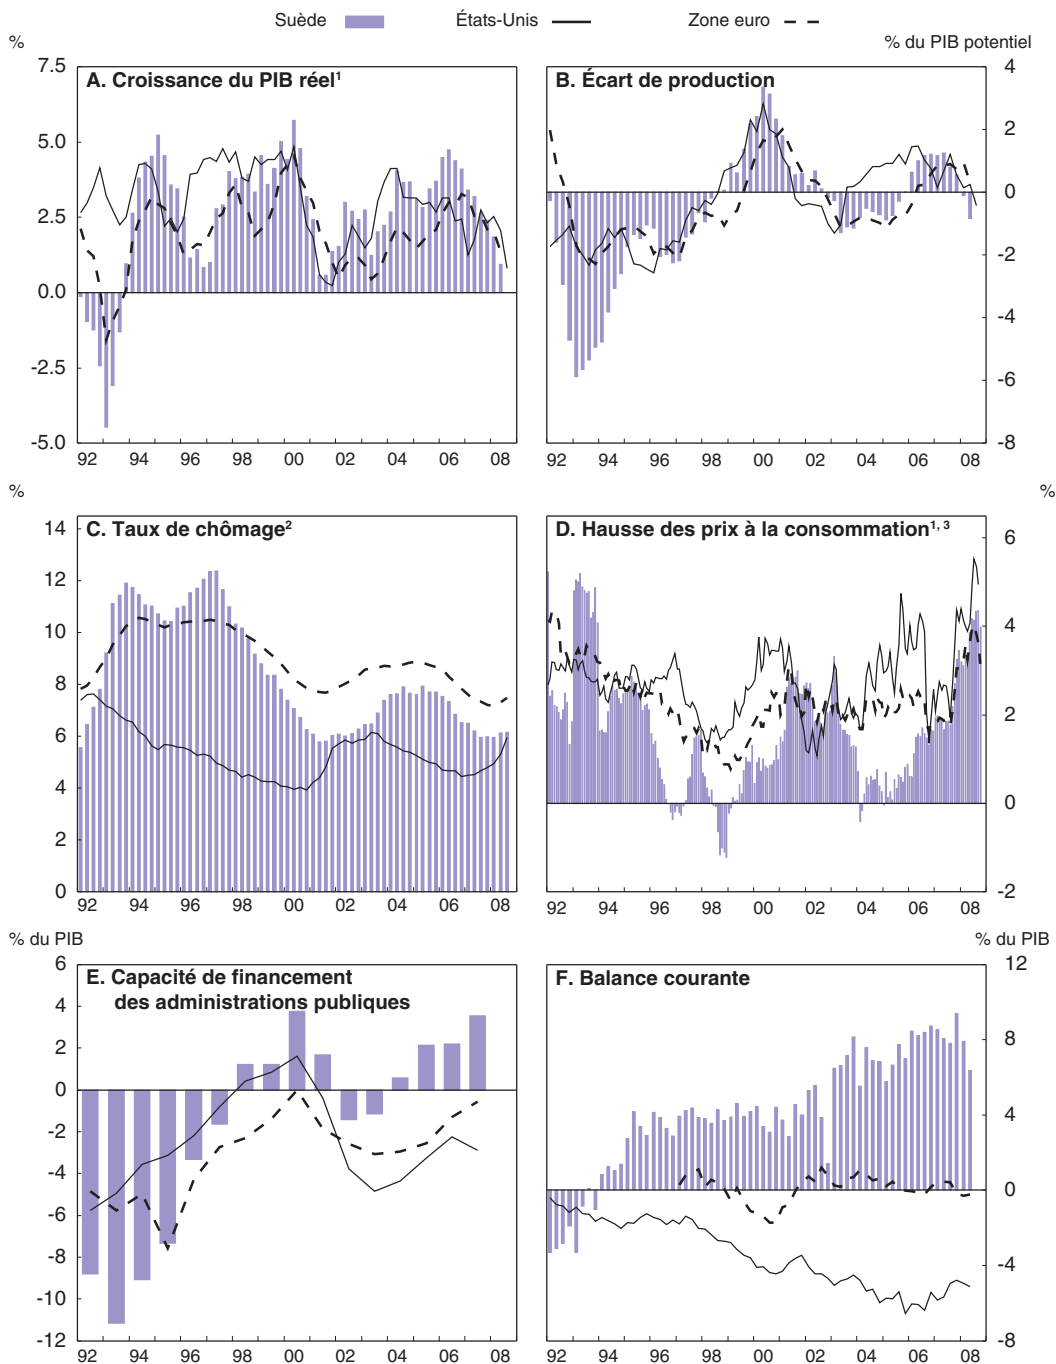 Suède États-Unis Zone euro
% % du PIB potentiel
A. Croissance du PIB réel1
7.5
5.0
2.5
0.0
-2.5
-5.0
92 94 96 98 00 02 04 06 08
B. Écart de production
4
2
0
-2
-4
-6
-8
92 94 96 98 00 02 04 06 08
% %
C. Taux de chômage2
14
12
10
8
6
4
2
0
92 94 96 98 00 02 04 06 08
D. Hausse des prix à la consommation1, 3
6
4
2
0
-2
92 94 96 98 00 02 04 06 08
% du PIB % du PIB
E. Capacité de financement
des administrations publiques
6
4
2
0
-2
-4
-6
-8
-10
-12
92 94 96 98 00 02 04 06 08
F. Balance courante
12
8
4
0
-4
-8
92 94 96 98 00 02 04 06 08